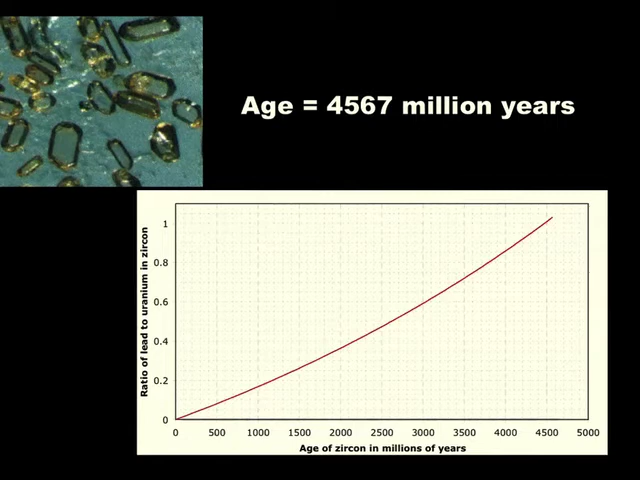 Age = 4567 million years
Ratio of lead to uranium in zircon
1
0.8
0.6
0.4
0.2
0
0 500 1000 1500 2000 2500 3000 3500 4000 4500 5000
Age of zircon in millions of years